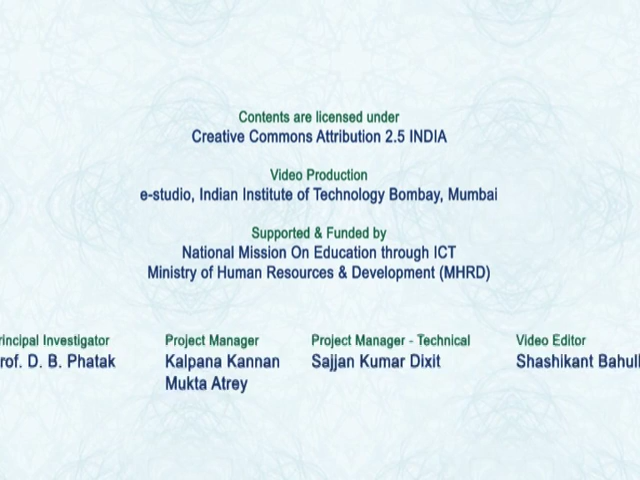 Contents are licensed under
Creative Commons Attribution 2.5 INDIA
Video Production
e-studio, Indian Institute of Technology Bombay, Mumbai
Supported & Funded by
National Mission On Education through ICT
Ministry of Human Resources & Development (MHRD)
rincipal Investigator Project Manager Project Manager - Technical Video Editor
rof. D. B. Phatak Kalpana Kannan Sajjan Kumar Dixit Shashikant
Mukta Atrey